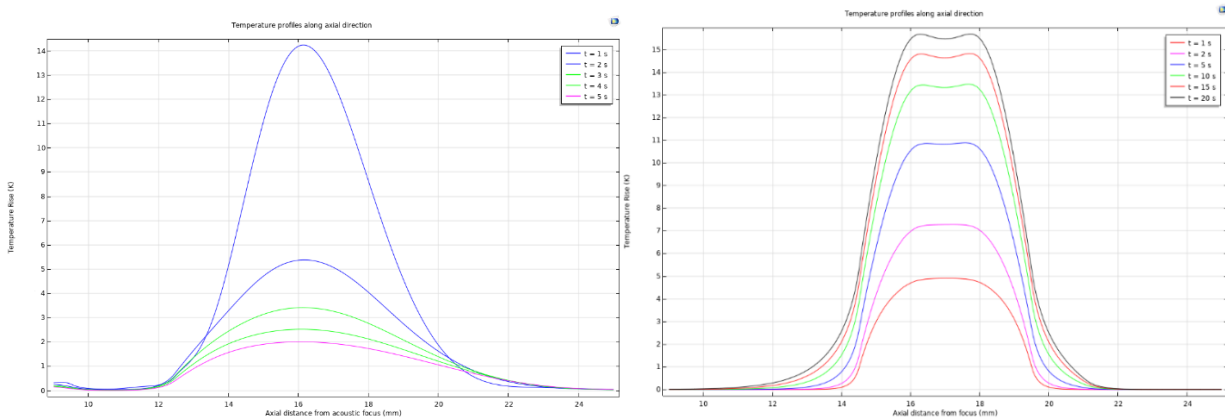 Temperature profiles along axial direction
Temperature Rise (K)
14
13
12
11
10
9
8
7
6
5
4
3
2
1
0
t = 1 s
t = 2 s
t = 3 s
t = 4 s
t = 5 s
10
12
14
16
18
20
22
24
Axial distance from acoustic focus (mm)
Temperature profiles along axial direction
Temperature Rise (K)
15
14
13
12
11
10
9
8
7
6
5
4
3
2
1
0
t = 1 s
t = 2 s
t = 5 s
t = 10 s
t = 15 s
t = 20 s
10
12
14
16
18
20
22
24
Axial distance from focus (mm)